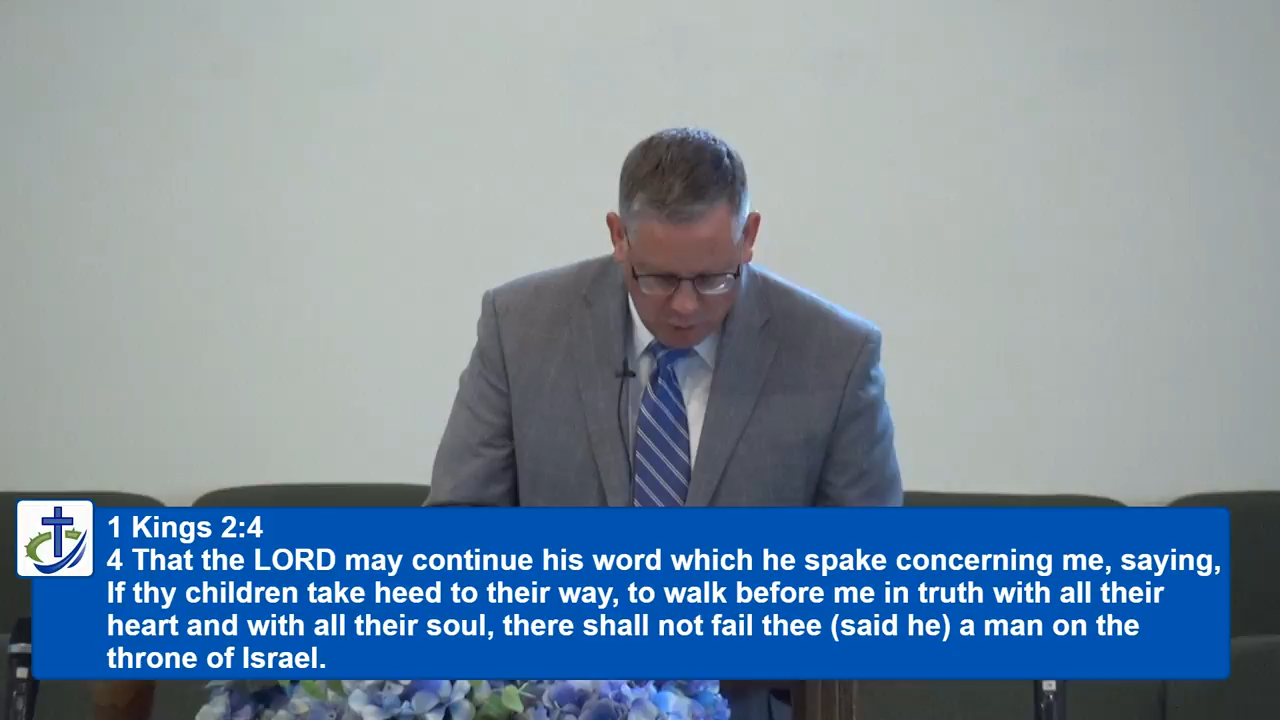 1 Kings 2:4
4 That the LORD may continue his word which he spake concerning me, saying,
If thy children take heed to their way, to walk before me in truth with all their
heart and with all their soul, there shall not fail thee (said he) a man on the
throne of Israel.